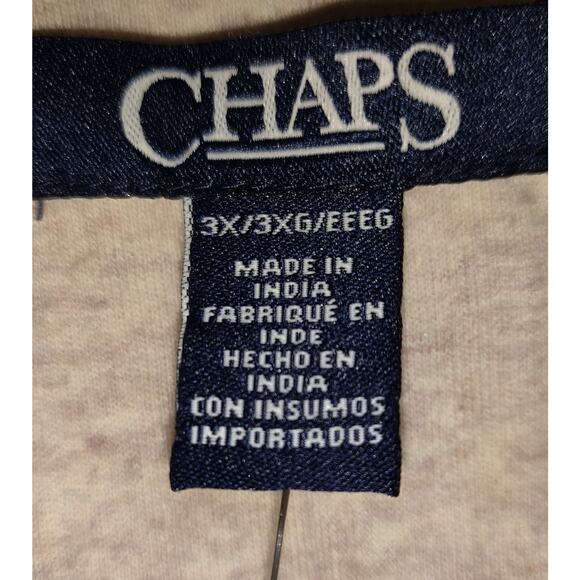 CHAPS
3X/3XG/EEEG
MADE IN
INDIA
FABRIQUÉ EN
INDE
HECHO EN
INDIA
CON INSUMOS
IMPORTADOS